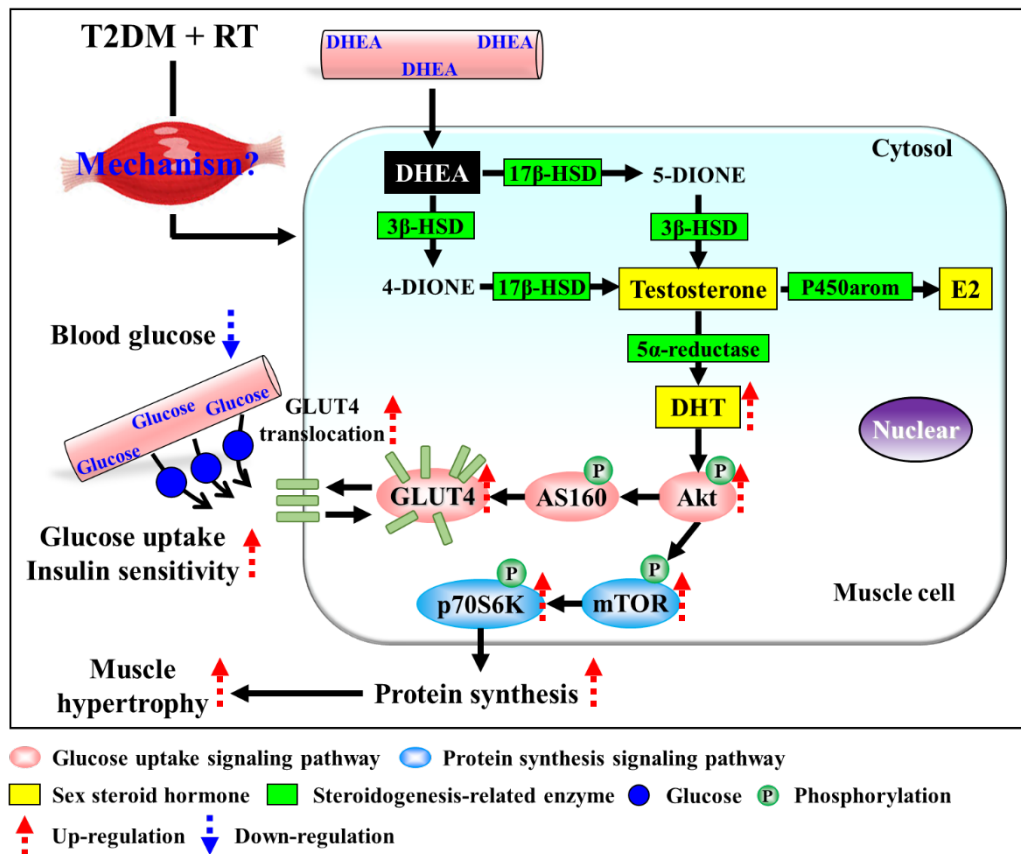 T2DM + RT
Mechanism?
DHEA
DHEA
DHEA
Cytosol
DHEA
17β-HSD
5-DIONE
3β-HSD
3β-HSD
4-DIONE
17β-HSD
Testosterone
P450arom
E2
5α-reductase
DHT
Nuclear
Blood glucose
Glucose
Glucose
Glucose
GLUT4
translocation
GLUT4
AS160
P
Akt
P
Glucose uptake
Insulin sensitivity
p70S6K
P
mTOR
P
Muscle cell
Muscle
hypertrophy
Protein synthesis
Glucose uptake signaling pathway
Protein synthesis signaling pathway
Sex steroid hormone
Steroidogenesis-related enzyme
Glucose
P
Phosphorylation
Up-regulation
Down-regulation